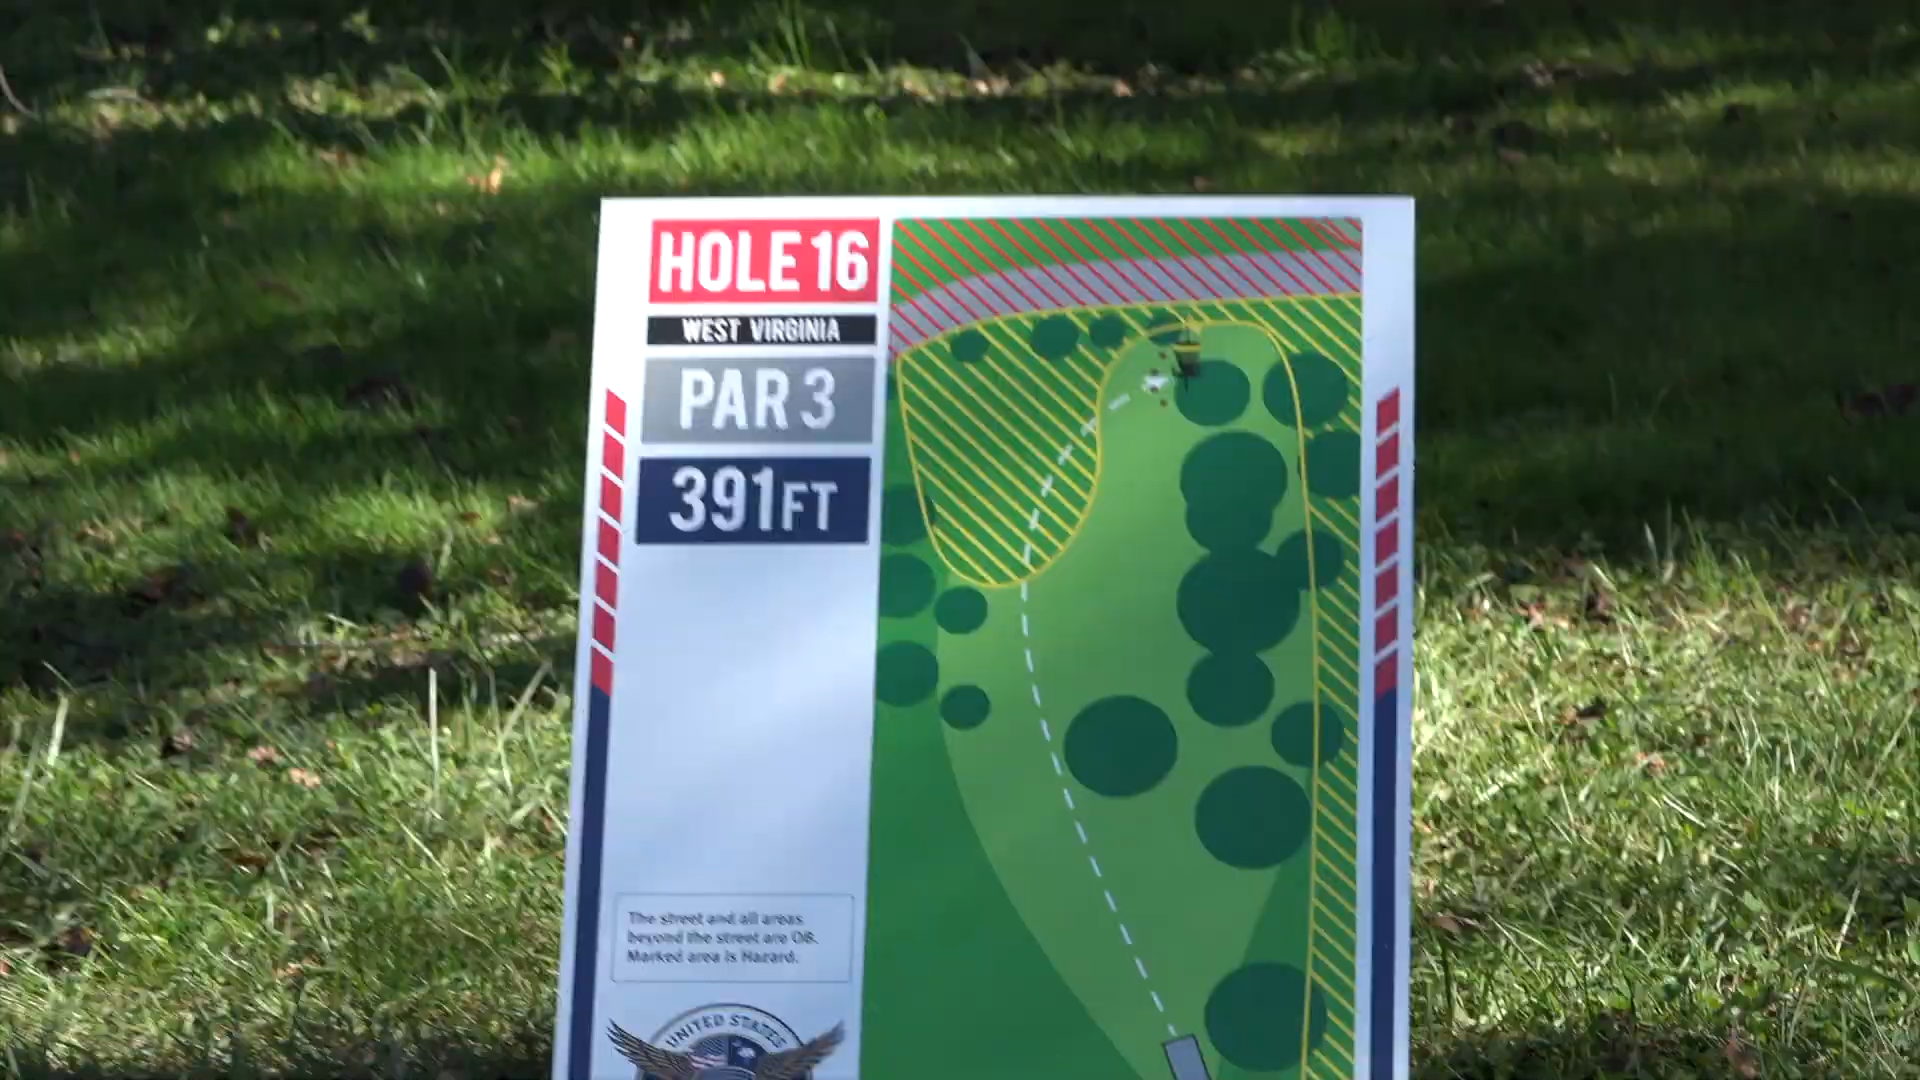 HOLE 16
WEST VIRGINIA
PAR 3
391FT
The street and all areas
beyond the street are OB.
Marked area is Hazard.
UNITED STATES